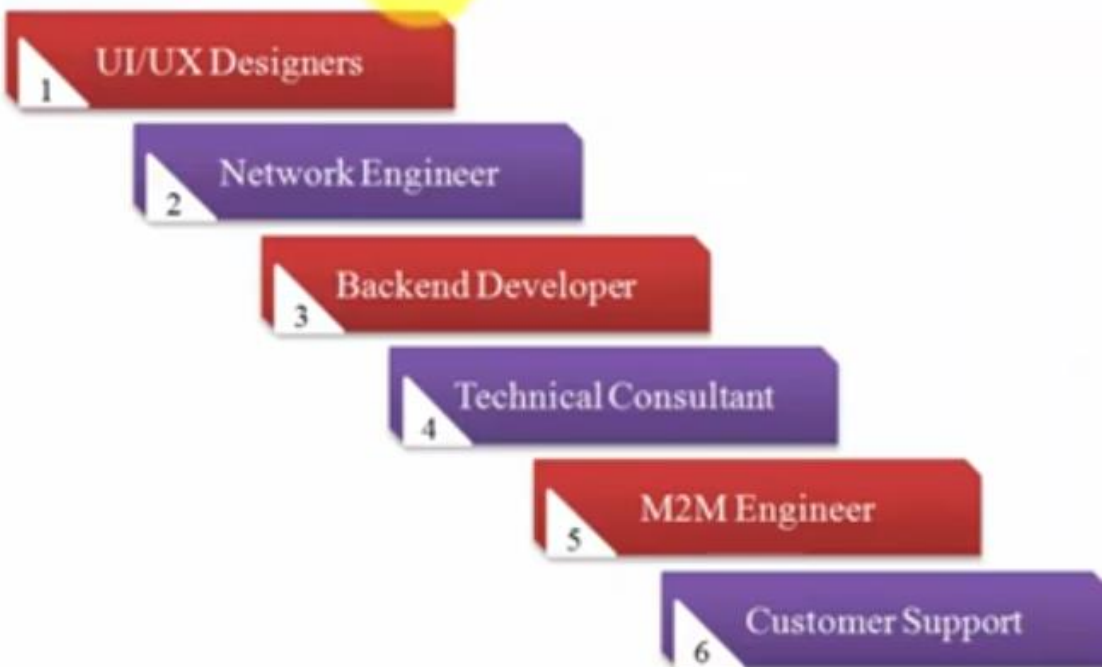 UI/UX Designers
1
Network Engineer
2
Backend Developer
3
Technical Consultant
4
M2M Engineer
5
Customer Support
6